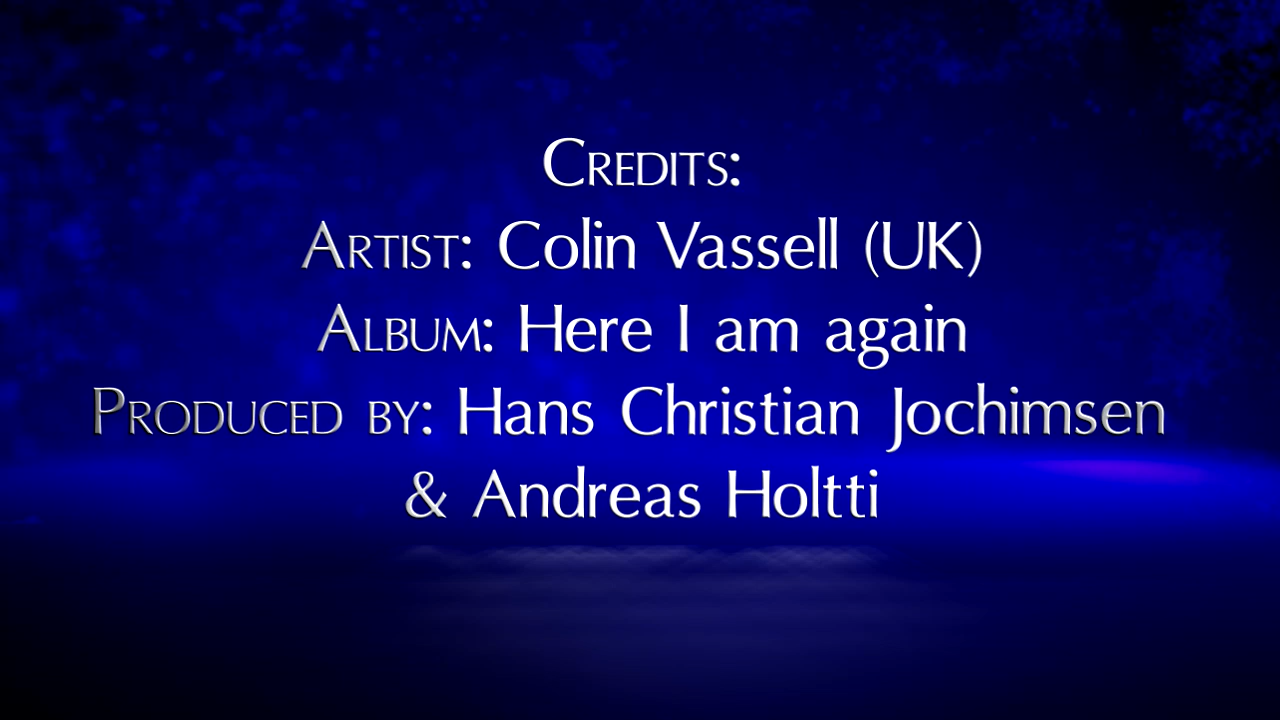 Credits:
Artist: Colin Vassell (UK)
Album: Here I am again
Produced by: Hans Christian Jochimsen
& Andreas Holtti